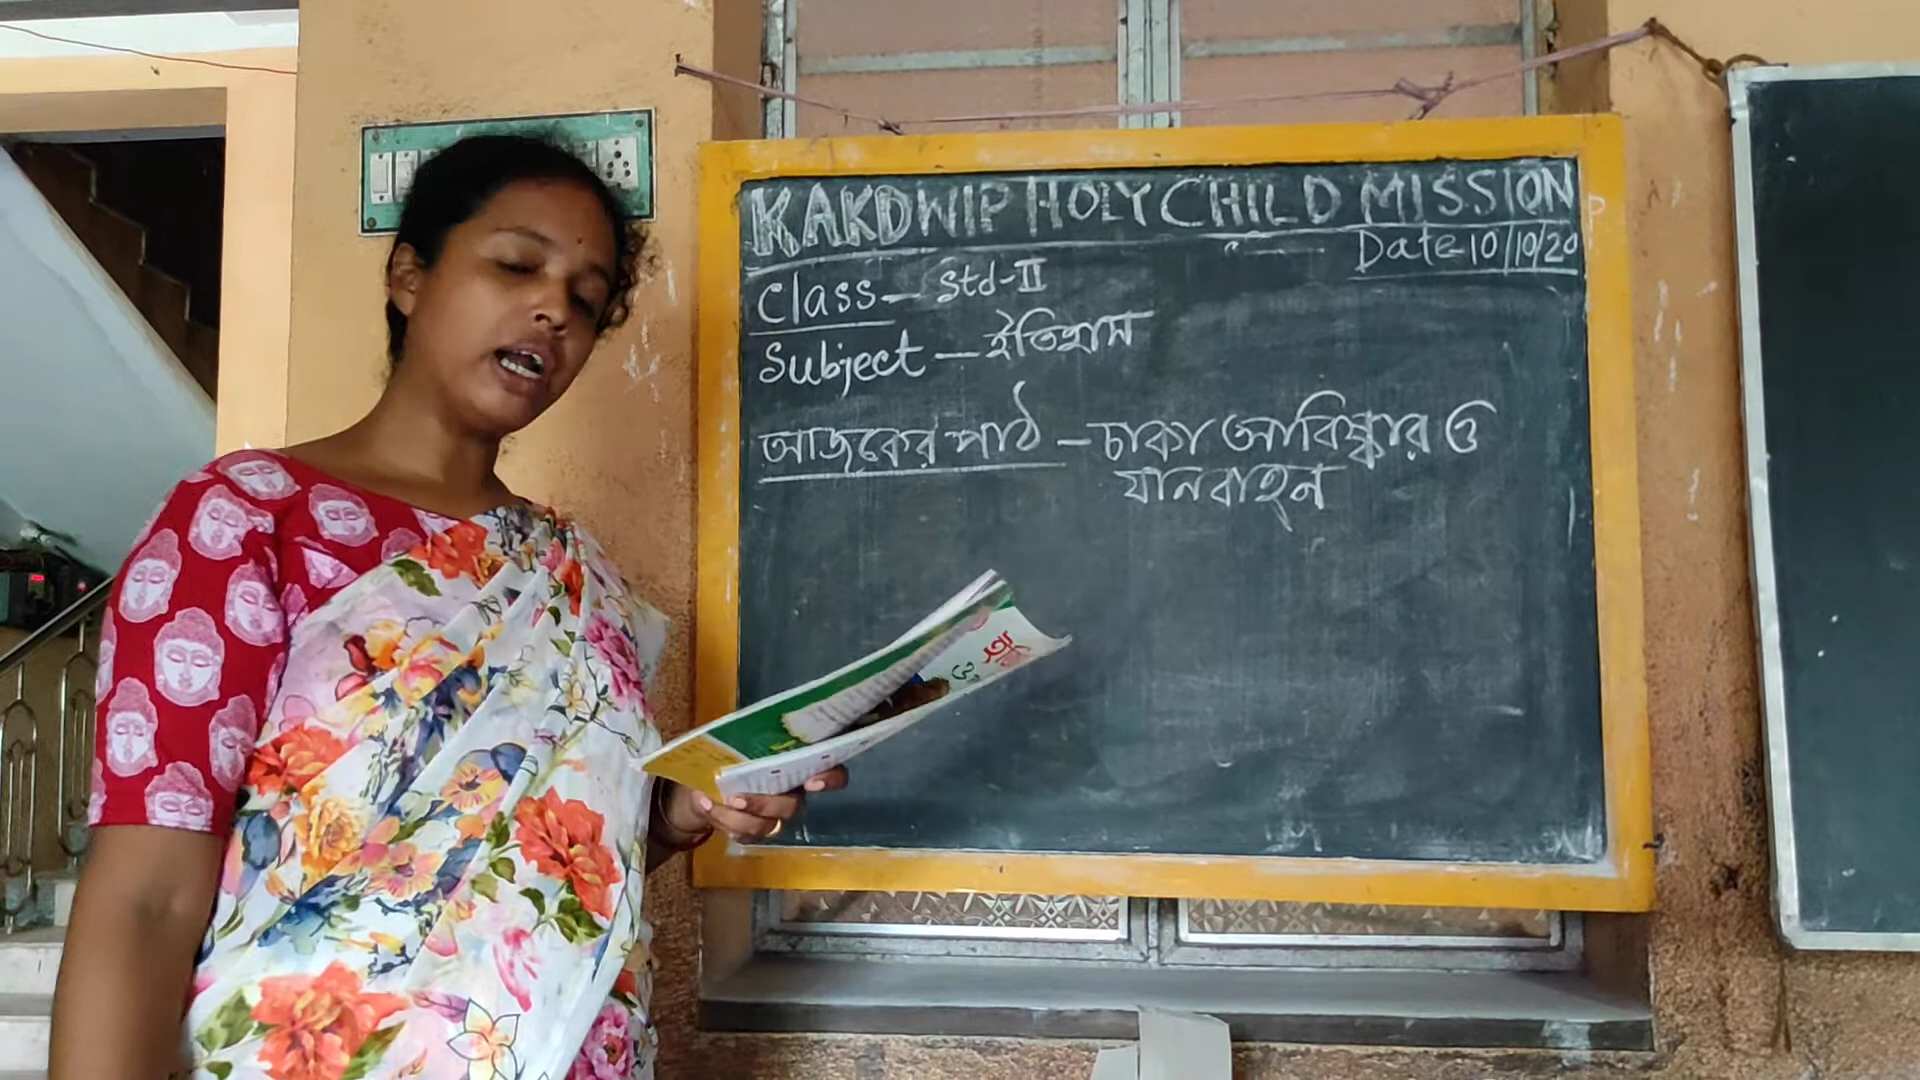 KAKDWIP HOLY CHILD MISSION
Date-10/10/20
Class- Std-II
Subject - ইতিহাস
আজকের পাঠ - চাকা আবিষ্কার ও
যানবাহন